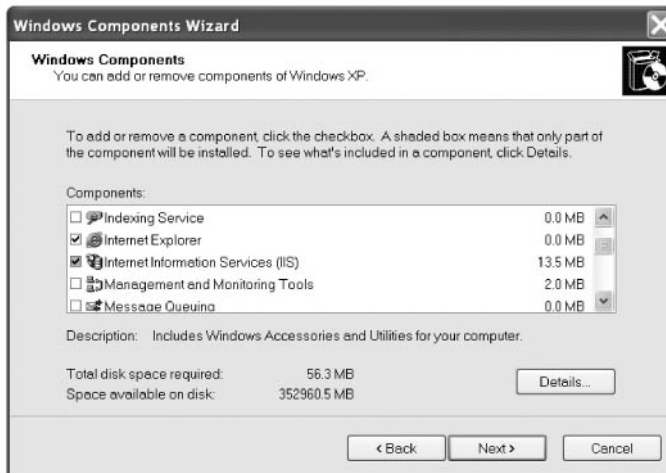 Windows Components Wizard
Windows Components
You can add or remove components of Windows XP.
To add or remove a component, click the checkbox. A shaded box means that only part of
the component will be installed. To see what's included in a component, click Details.
Components:
Indexing Service 0.0 MB
Internet Explorer 0.0 MB
Internet Information Services (IIS) 13.5 MB
Management and Monitoring Tools 2.0 MB
Message Queuing 0.0 MB
Description: Includes Windows Accessories and Utilities for your computer.
Total disk space required: 56.3 MB
Space available on disk: 352960.5 MB
Details...
< Back Next > Cancel